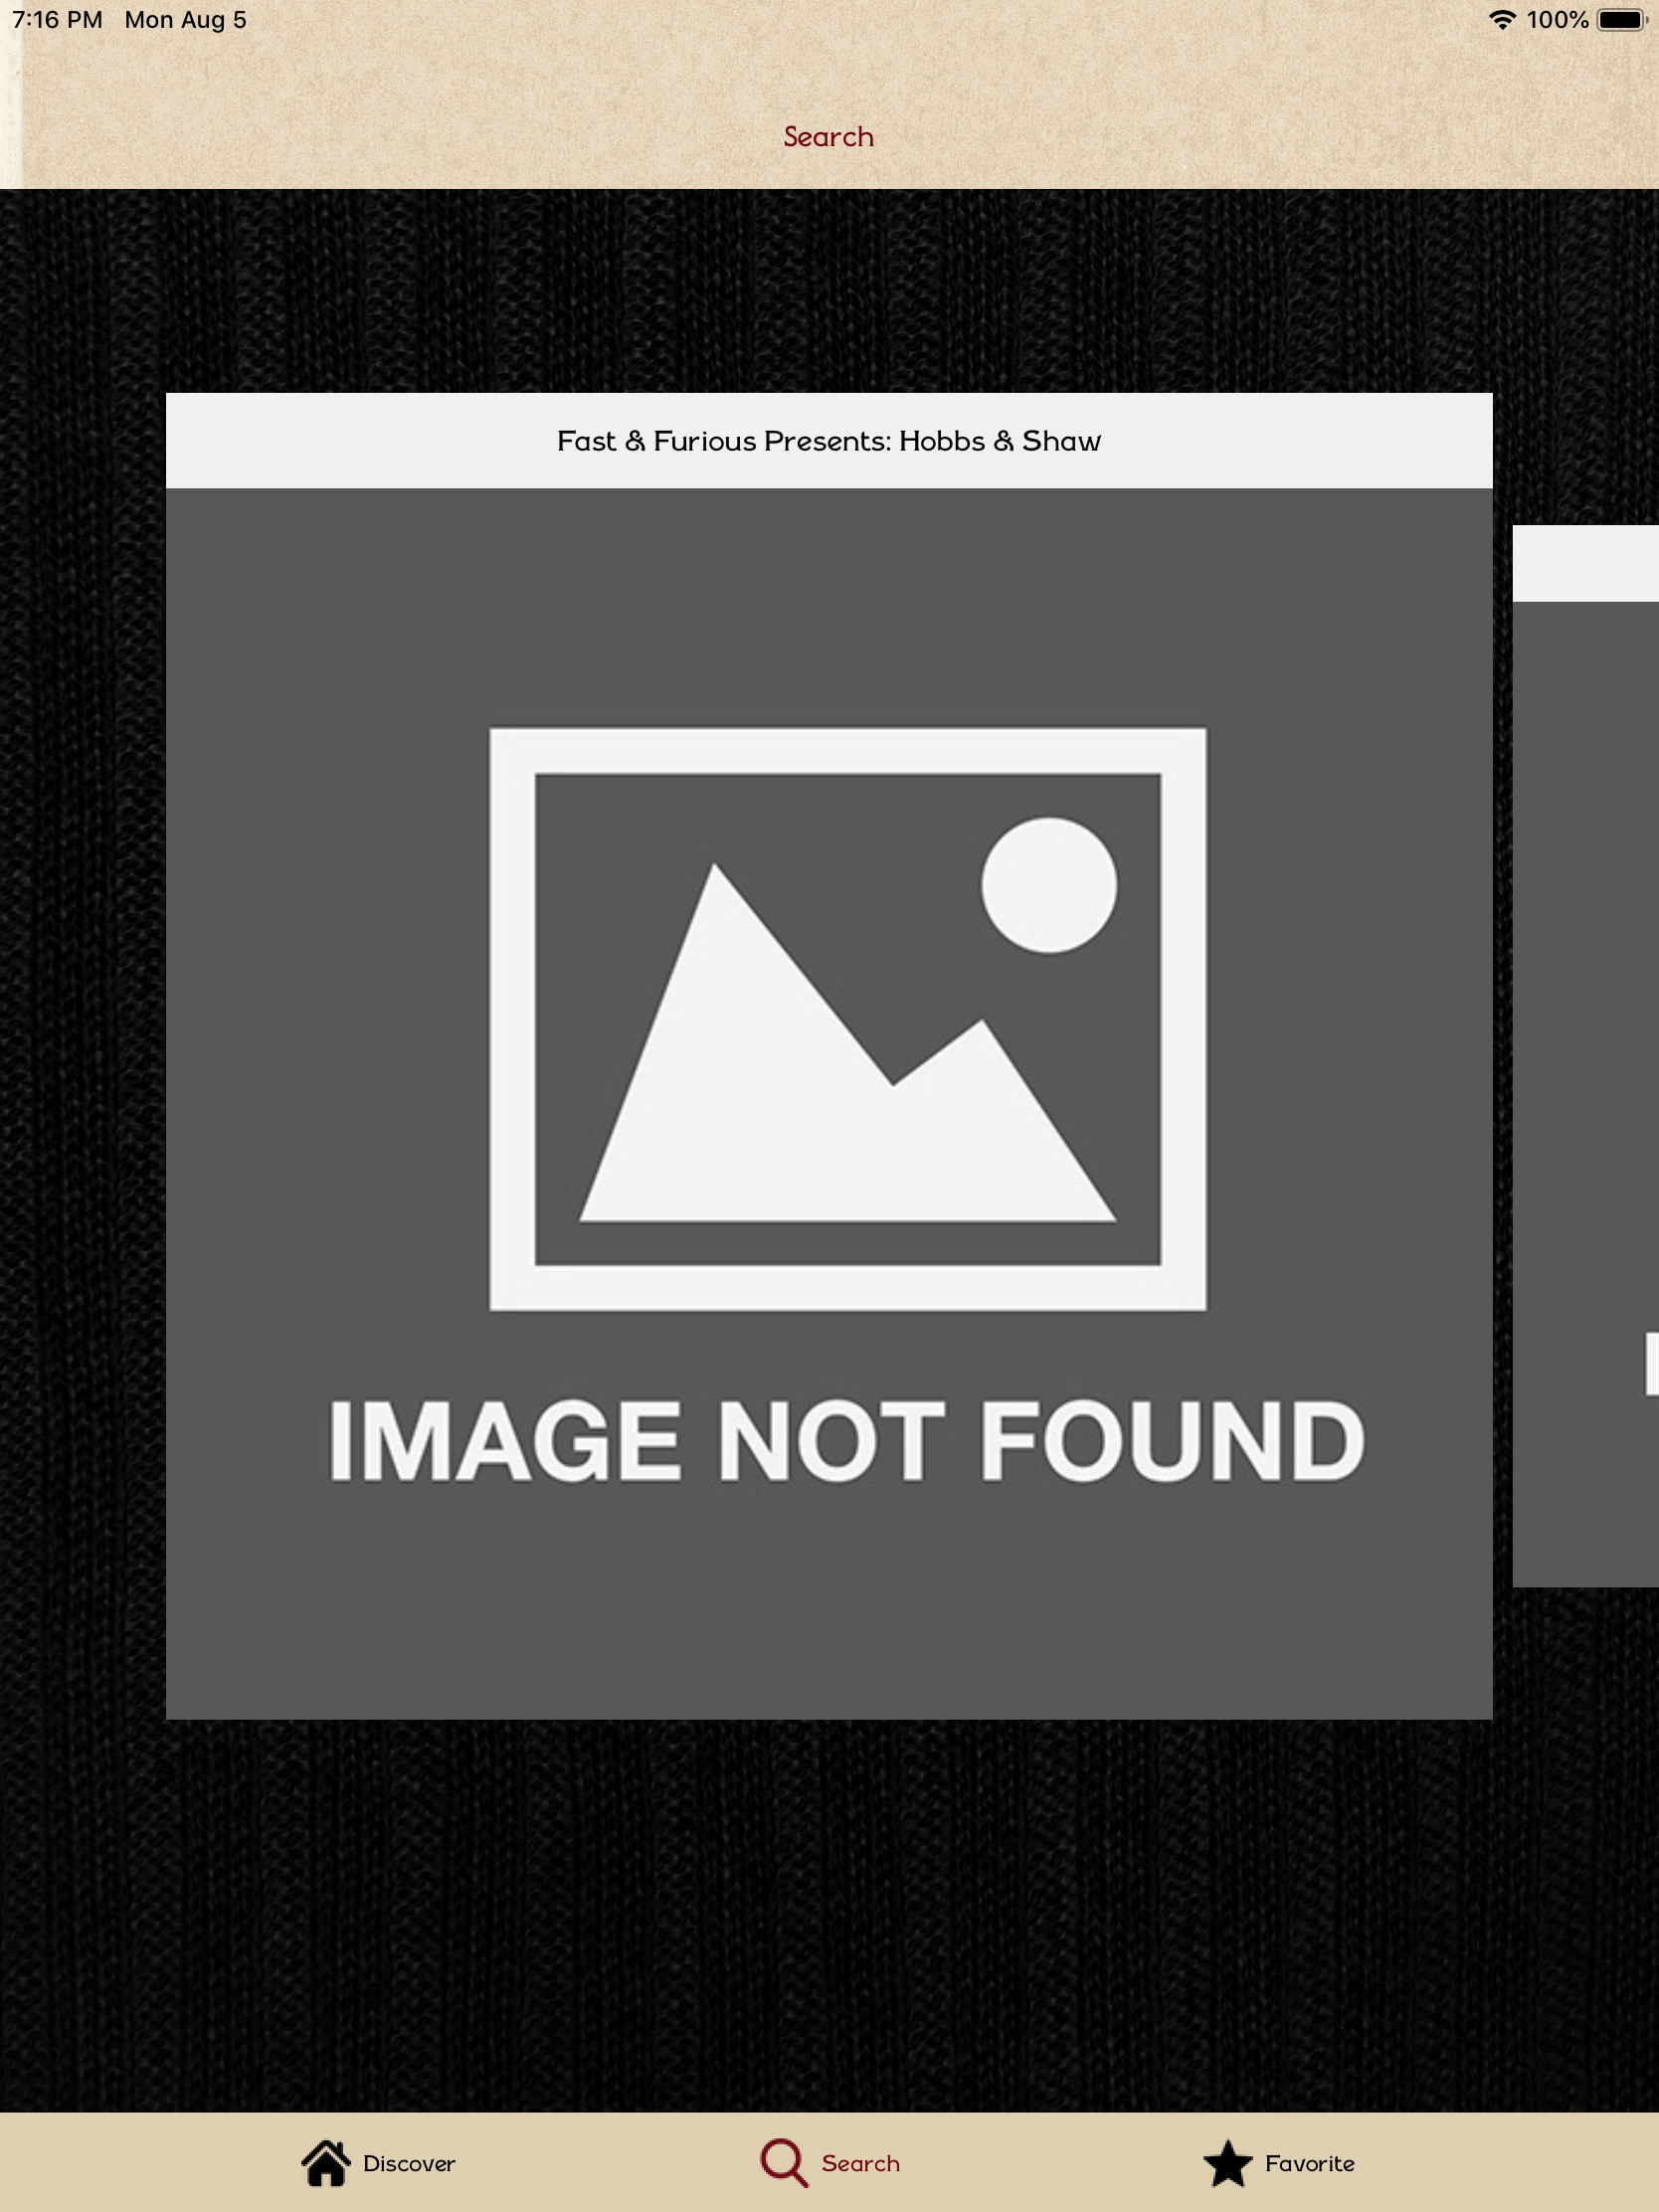 7:16 PM Mon Aug 5 100%
Search
Fast & Furious Presents: Hobbs & Shaw
IMAGE NOT FOUND
Discover Search Favorite